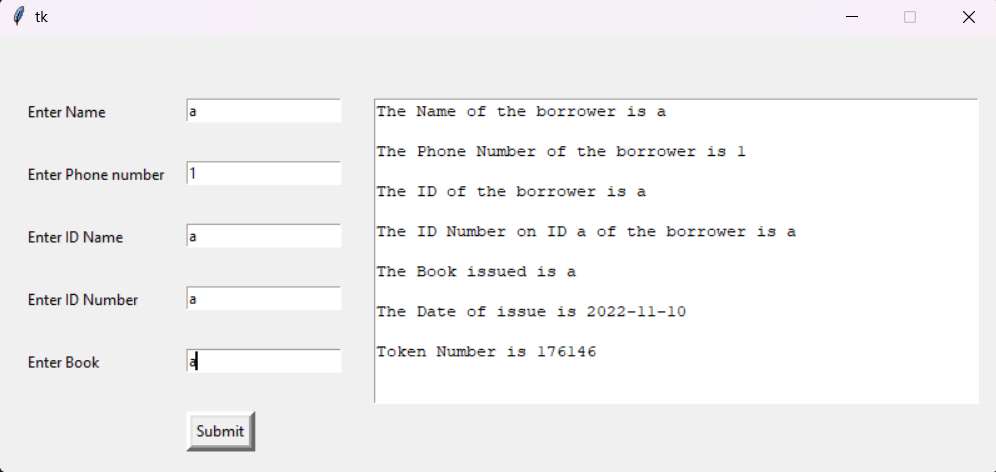 tk
Enter Name a
Enter Phone number 1
Enter ID Name a
Enter ID Number a
Enter Book a
Submit
The Name of the borrower is a
The Phone Number of the borrower is 1
The ID of the borrower is a
The ID Number on ID a of the borrower is a
The Book issued is a
The Date of issue is 2022-11-10
Token Number is 176146